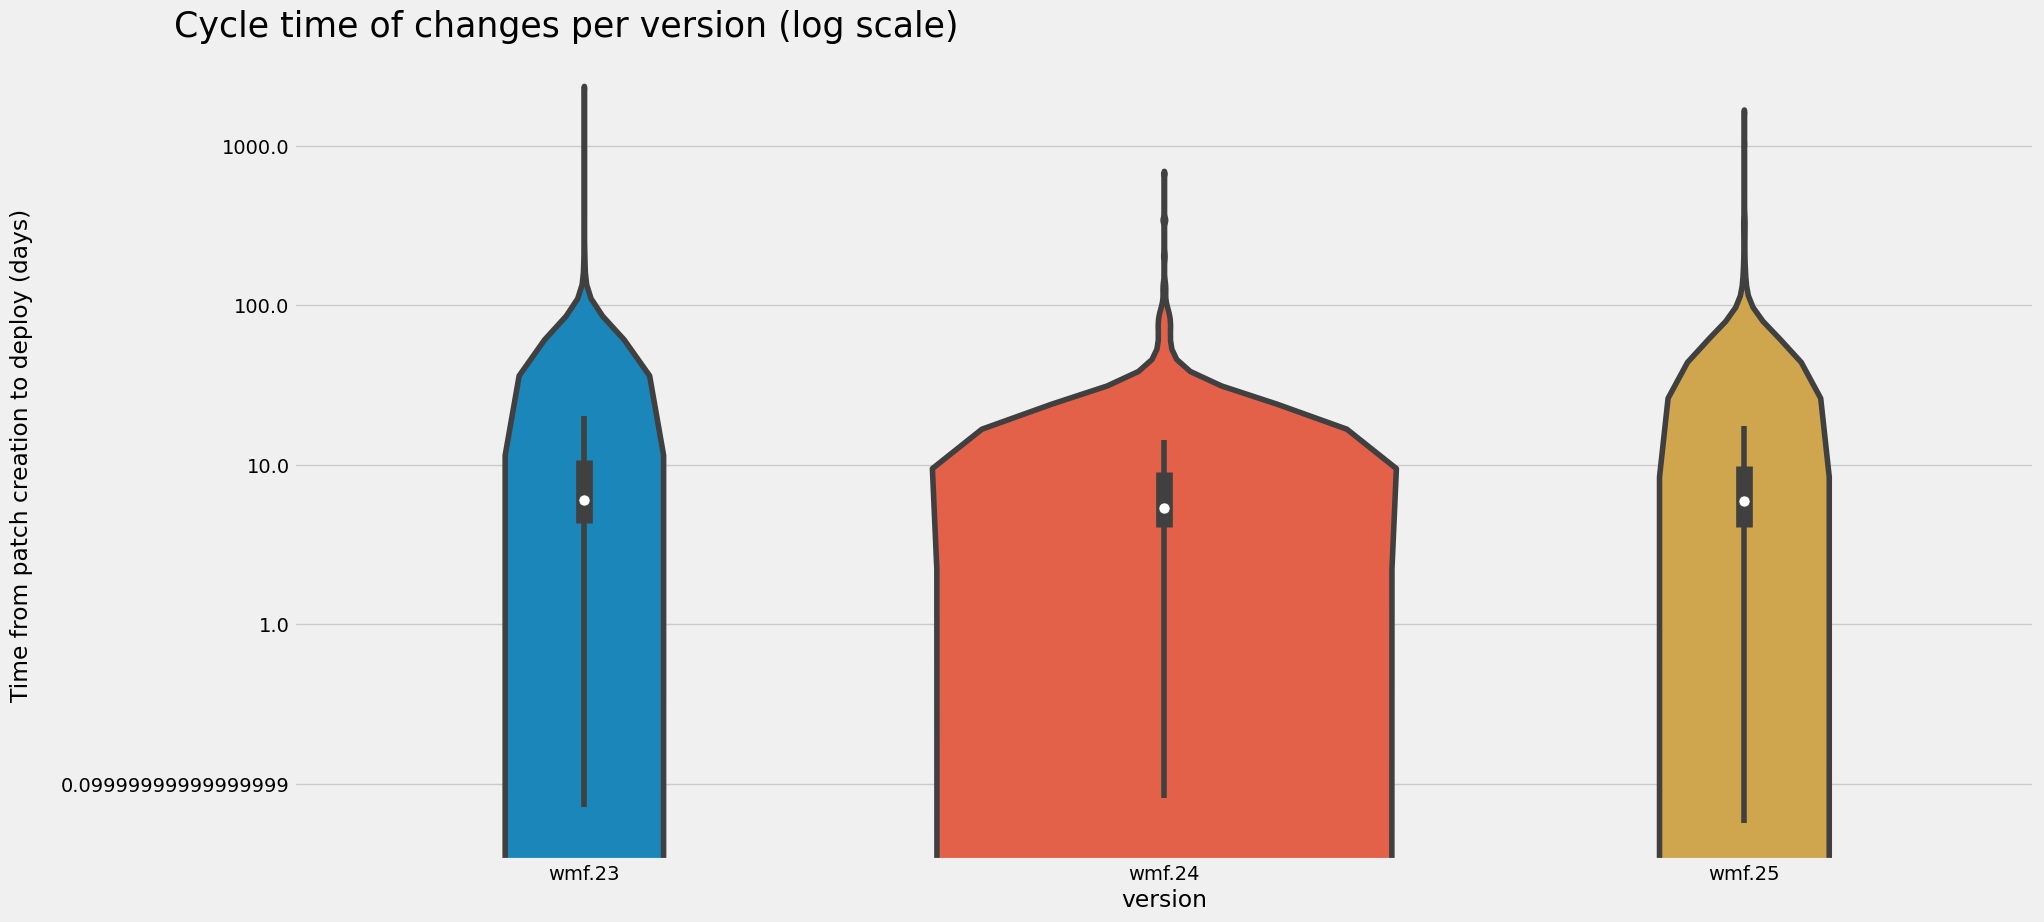 Cycle time of changes per version (log scale)
Time from patch creation to deploy (days)
1000.0
100.0
10.0
1.0
0.09999999999999999
wmf.23
wmf.24
wmf.25
version